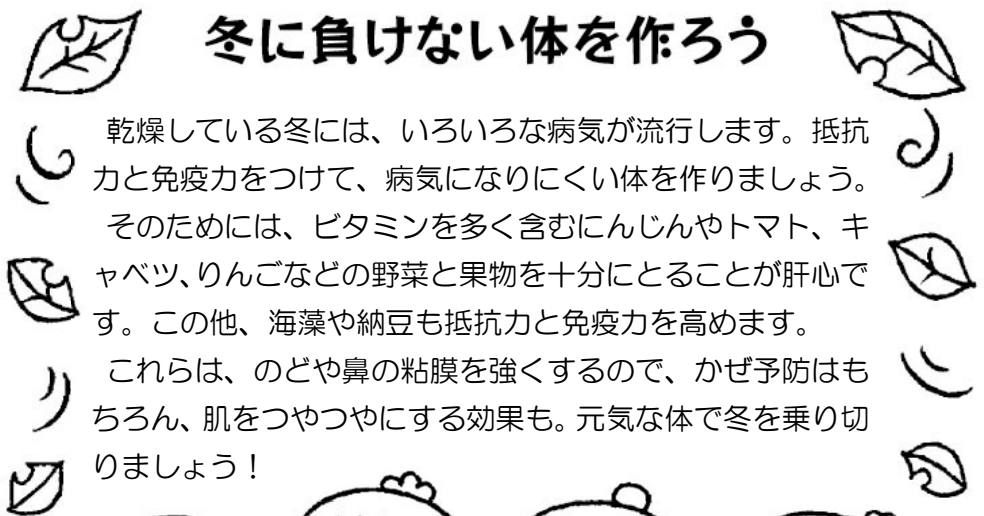 冬に負けない体を作ろう
乾燥している冬には、いろいろな病気が流行します。抵抗
力と免疫力をつけて、病気になりにくい体を作りましょう。
そのためには、ビタミンを多く含むにんじんやトマト、キ
ャベツ、りんごなどの野菜と果物を十分にとることが肝心で
す。この他、海藻や納豆も抵抗力と免疫力を高めます。
これらは、のどや鼻の粘膜を強くするので、かぜ予防はも
ちろん、肌をつやつやにする効果も。元気な体で冬を乗り切
りましょう！